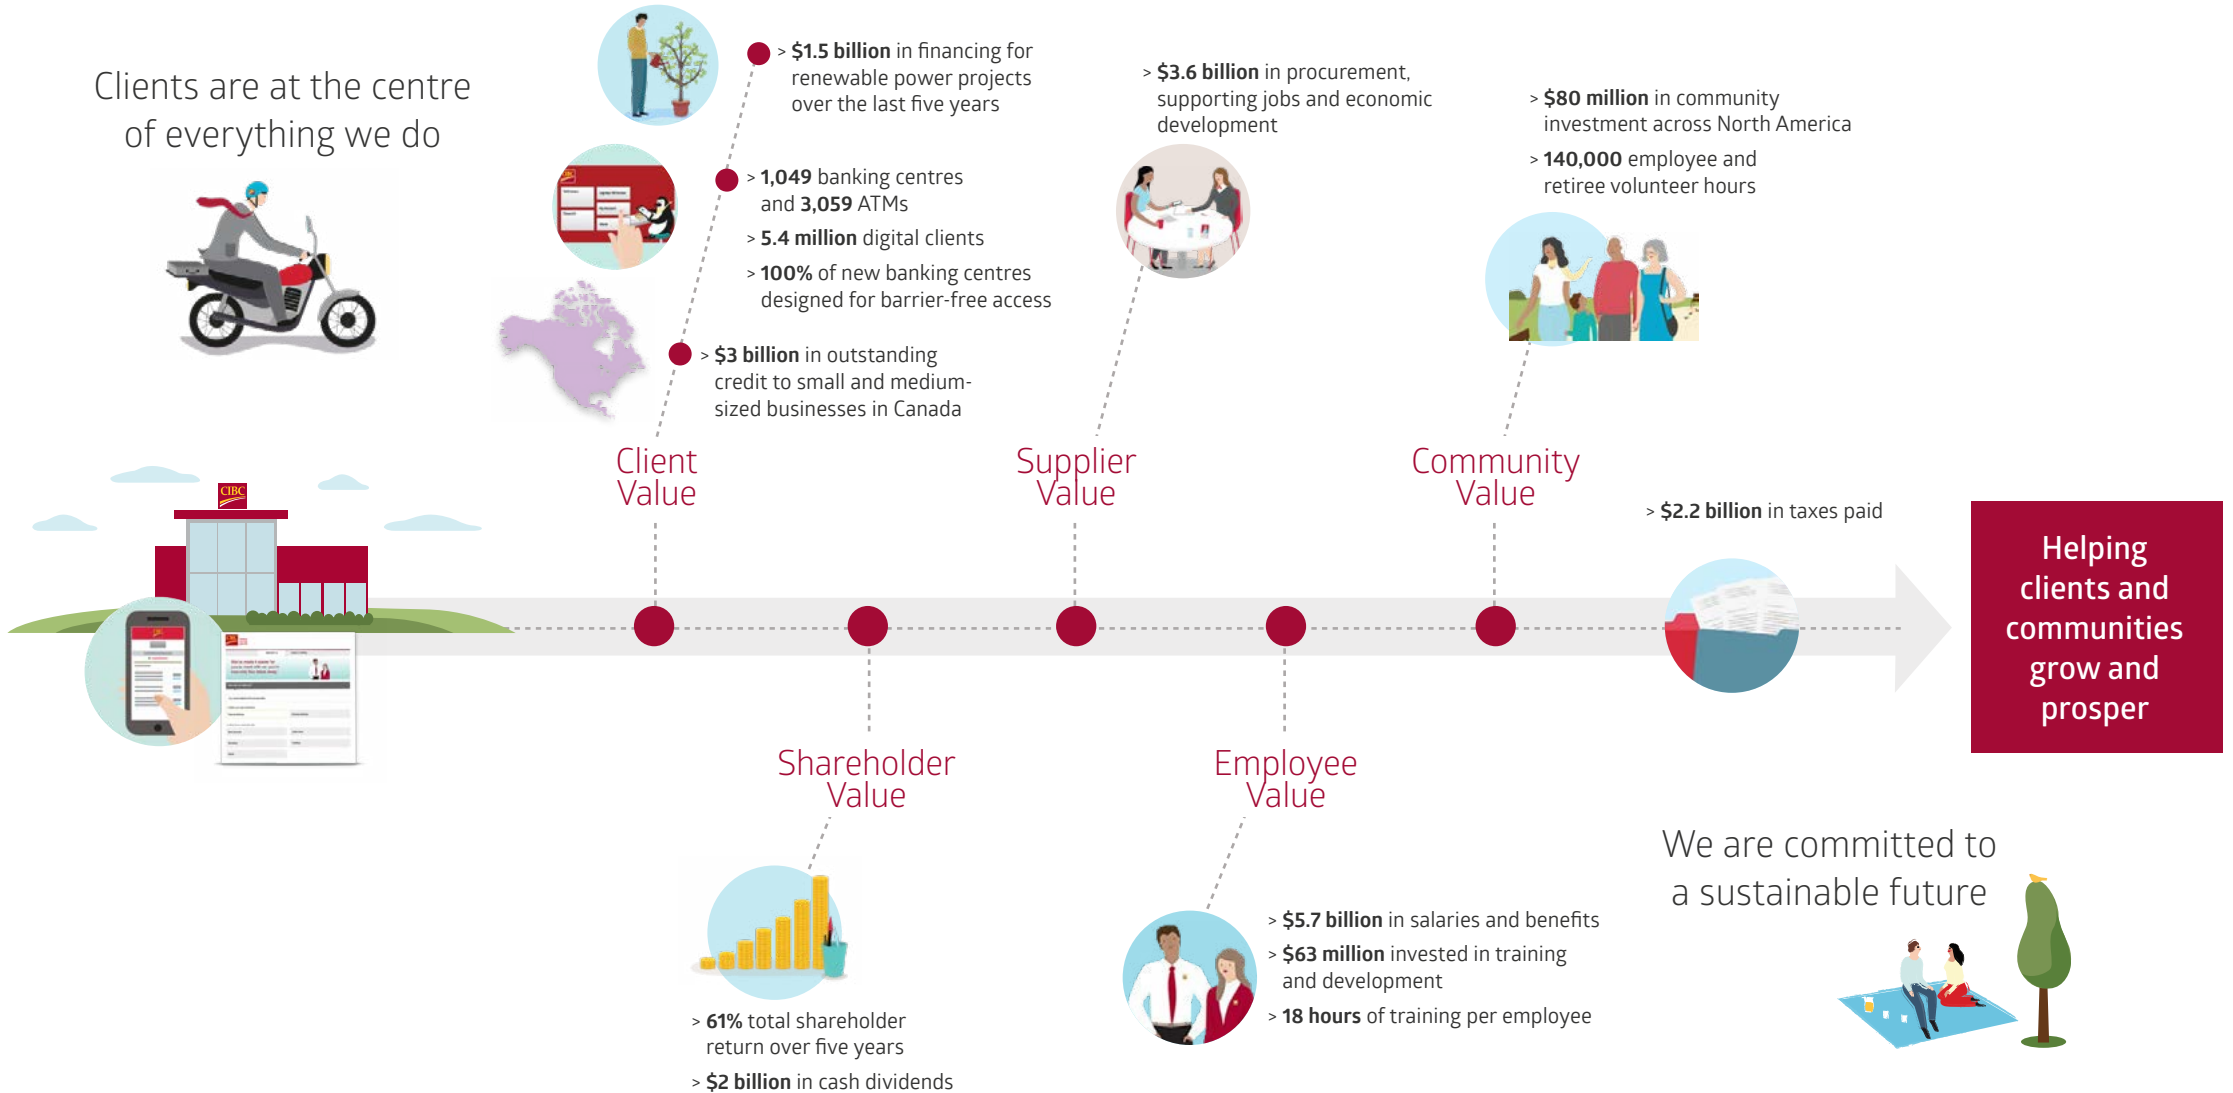 Clients are at the centre
of everything we do
> $1.5 billion in financing for
renewable power projects
over the last five years
> 1,049 banking centres
and 3,059 ATMs
> 5.4 million digital clients
> 100% of new banking centres
designed for barrier-free access
> $3 billion in outstanding
credit to small and medium-
sized businesses in Canada
Client
Value
> $3.6 billion in procurement,
supporting jobs and economic
development
Supplier
Value
> $80 million in community
investment across North America
> 140,000 employee and
retiree volunteer hours
Community
Value
> $2.2 billion in taxes paid
CIBC
Helping
clients and
communities
grow and
prosper
Shareholder
Value
> 61% total shareholder
return over five years
> $2 billion in cash dividends
Employee
Value
> $5.7 billion in salaries and benefits
> $63 million invested in training
and development
> 18 hours of training per employee
We are committed to
a sustainable future